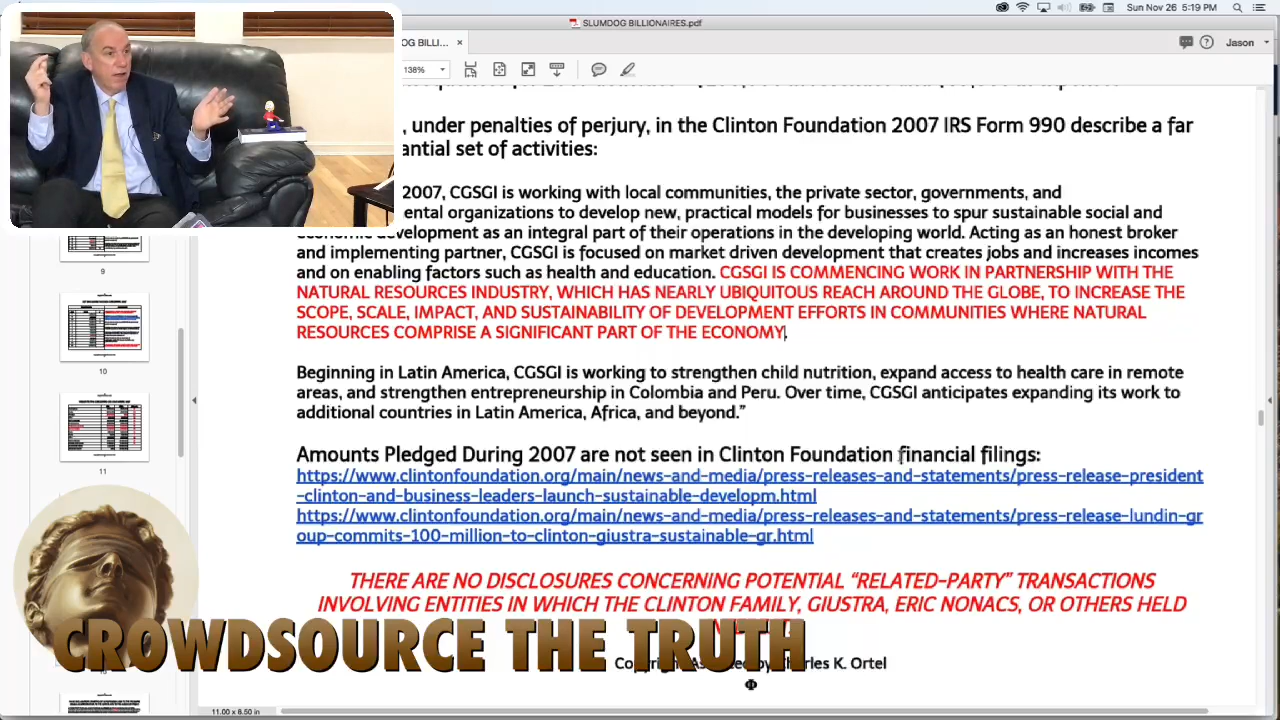 Sun Nov 26 5:19 PM
SLUMDOG BILLIONAIRES.pdf
OG BILLI... ×
Jason
138%
, under penalties of perjury, in the Clinton Foundation 2007 IRS Form 990 describe a far
antial set of activities:
2007, CGSGI is working with local communities, the private sector, governments, and
ental organizations to develop new, practical models for businesses to spur sustainable social and
economic development as an integral part of their operations in the developing world. Acting as an honest broker
and implementing partner, CGSGI is focused on market driven development that creates jobs and increases incomes
and on enabling factors such as health and education. CGSGI IS COMMENCING WORK IN PARTNERSHIP WITH THE
NATURAL RESOURCES INDUSTRY, WHICH HAS NEARLY UBIQUITOUS REACH AROUND THE GLOBE, TO INCREASE THE
SCOPE, SCALE, IMPACT, AND SUSTAINABILITY OF DEVELOPMENT EFFORTS IN COMMUNITIES WHERE NATURAL
RESOURCES COMPRISE A SIGNIFICANT PART OF THE ECONOMY.
Beginning in Latin America, CGSGI is working to strengthen child nutrition, expand access to health care in remote
areas, and strengthen entrepreneurship in Colombia and Peru. Over time, CGSGI anticipates expanding its work to
additional countries in Latin America, Africa, and beyond.”
Amounts Pledged During 2007 are not seen in Clinton Foundation financial filings:
https://www.clintonfoundation.org/main/news-and-media/press-releases-and-statements/press-release-president
-clinton-and-business-leaders-launch-sustainable-developm.html
https://www.clintonfoundation.org/main/news-and-media/press-releases-and-statements/press-release-lundin-gr
oup-commits-100-million-to-clinton-giustra-sustainable-gr.html
THERE ARE NO DISCLOSURES CONCERNING POTENTIAL “RELATED-PARTY” TRANSACTIONS
INVOLVING ENTITIES IN WHICH THE CLINTON FAMILY, GIUSTRA, ERIC NONACS, OR OTHERS HELD
Charles K. Ortel
Φ
9
10
11
CROWDSOURCE THE TRUTH
11.00 x 8.50 in